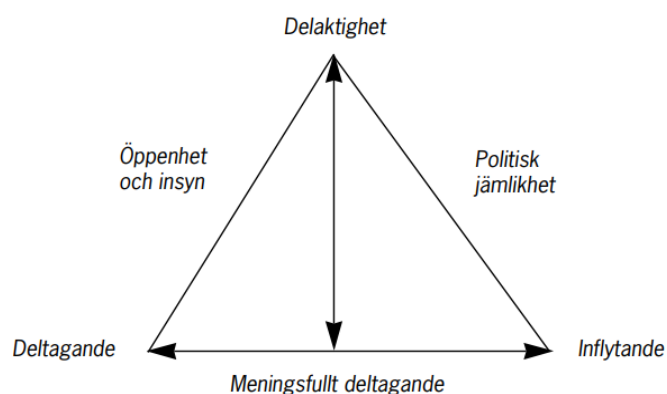 Delaktighet
Öppenhet
och insyn
Politisk
jämlikhet
Deltagande
Inflytande
Meningsfullt deltagande